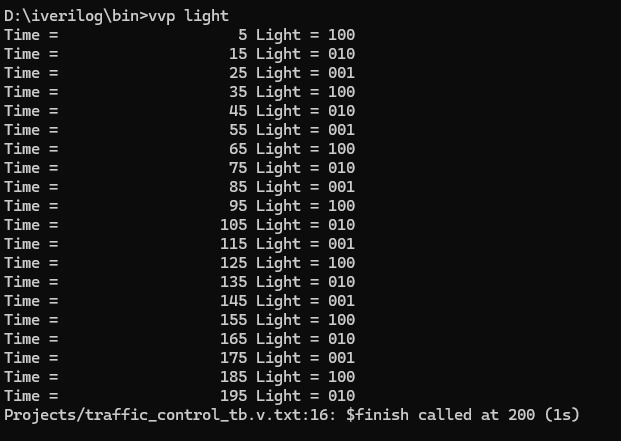 D:\iverilog\bin>vvp light
Time =                    5 Light = 100
Time =                   15 Light = 010
Time =                   25 Light = 001
Time =                   35 Light = 100
Time =                   45 Light = 010
Time =                   55 Light = 001
Time =                   65 Light = 100
Time =                   75 Light = 010
Time =                   85 Light = 001
Time =                   95 Light = 100
Time =                  105 Light = 010
Time =                  115 Light = 001
Time =                  125 Light = 100
Time =                  135 Light = 010
Time =                  145 Light = 001
Time =                  155 Light = 100
Time =                  165 Light = 010
Time =                  175 Light = 001
Time =                  185 Light = 100
Time =                  195 Light = 010
Projects/traffic_control_tb.v.txt:16: $finish called at 200 (1s)